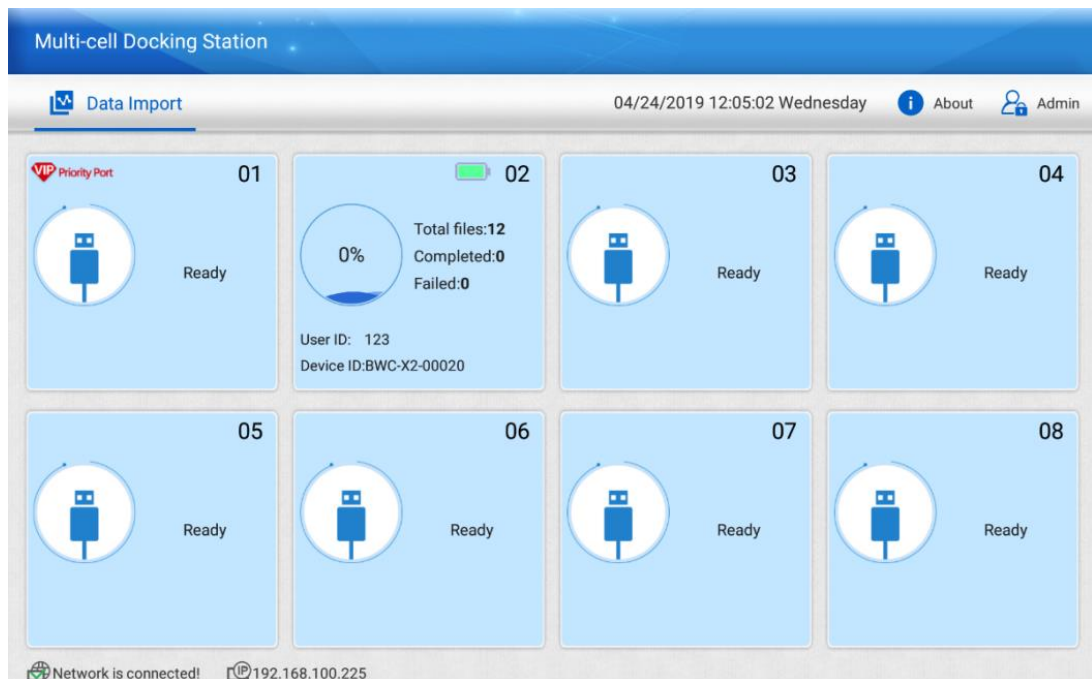 Multi-cell Docking Station
Data Import
04/24/2019 12:05:02 Wednesday
i About
Admin
VIP Priority Port 01
Ready
02
0%
Total files:12
Completed:0
Failed:0
User ID: 123
Device ID:BWC-X2-00020
03
Ready
04
Ready
05
Ready
06
Ready
07
Ready
08
Ready
Network is connected!
IP 192.168.100.225